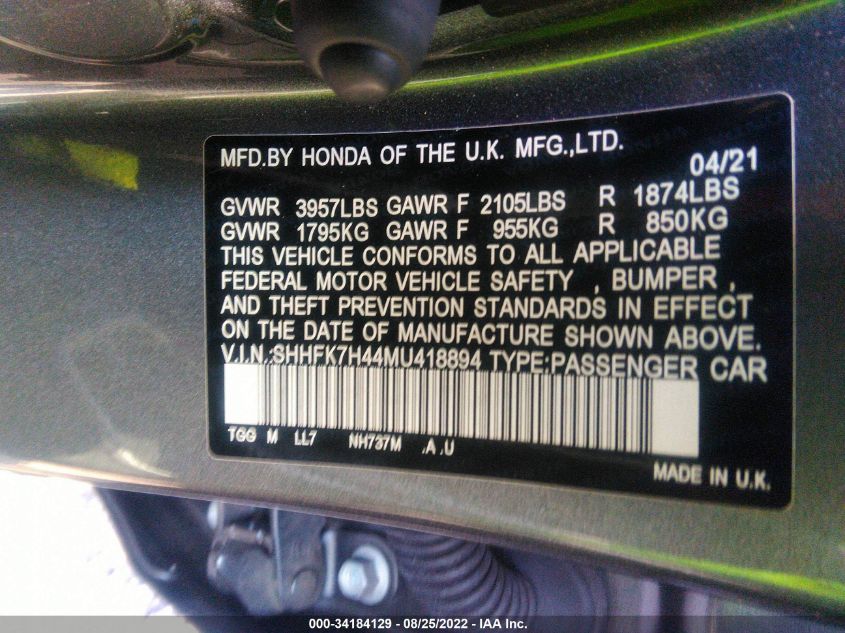 MFD.BY HONDA OF THE U.K. MFG.,LTD.
04/21
GVWR 3957LBS GAWR F 2105LBS R 1874LBS
GVWR 1795KG GAWR F 955KG R 850KG
THIS VEHICLE CONFORMS TO ALL APPLICABLE
FEDERAL MOTOR VEHICLE SAFETY , BUMPER ,
AND THEFT PREVENTION STANDARDS IN EFFECT
ON THE DATE OF MANUFACTURE SHOWN ABOVE.
V.I.N.:SHHFK7H44MU418894 TYPE:PASSENGER CAR
TGG M LL7 NH737M .A .U
MADE IN U.K.
000-34184129 - 08/25/2022 - IAA Inc.